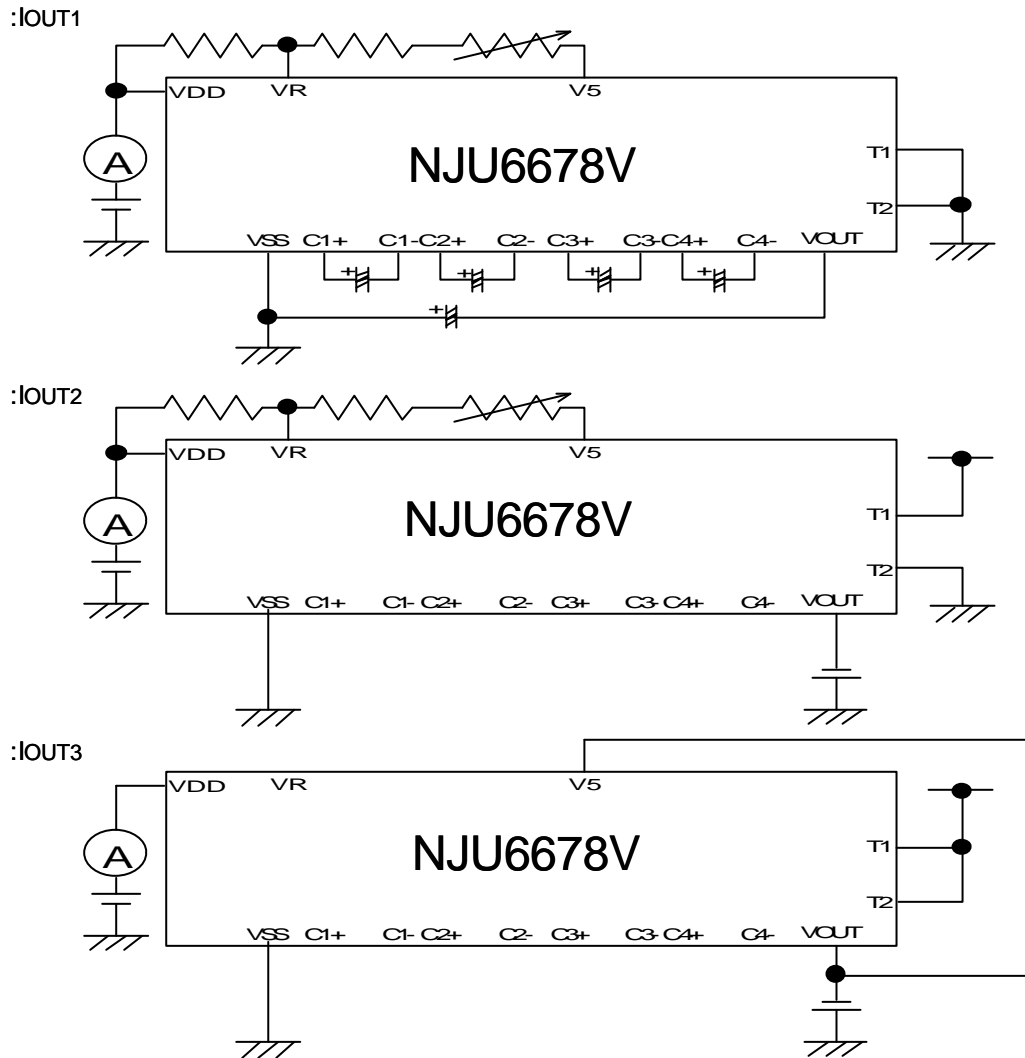 :IOUT1
VDD VR V5
A NJU6678V T1
T2
VSS C1+ C1- C2+ C2- C3+ C3- C4+ C4- VOUT
+ + + +
+
:IOUT2
VDD VR V5
A NJU6678V T1
T2
VSS C1+ C1- C2+ C2- C3+ C3- C4+ C4- VOUT
:IOUT3
VDD VR V5
A NJU6678V T1
T2
VSS C1+ C1- C2+ C2- C3+ C3- C4+ C4- VOUT